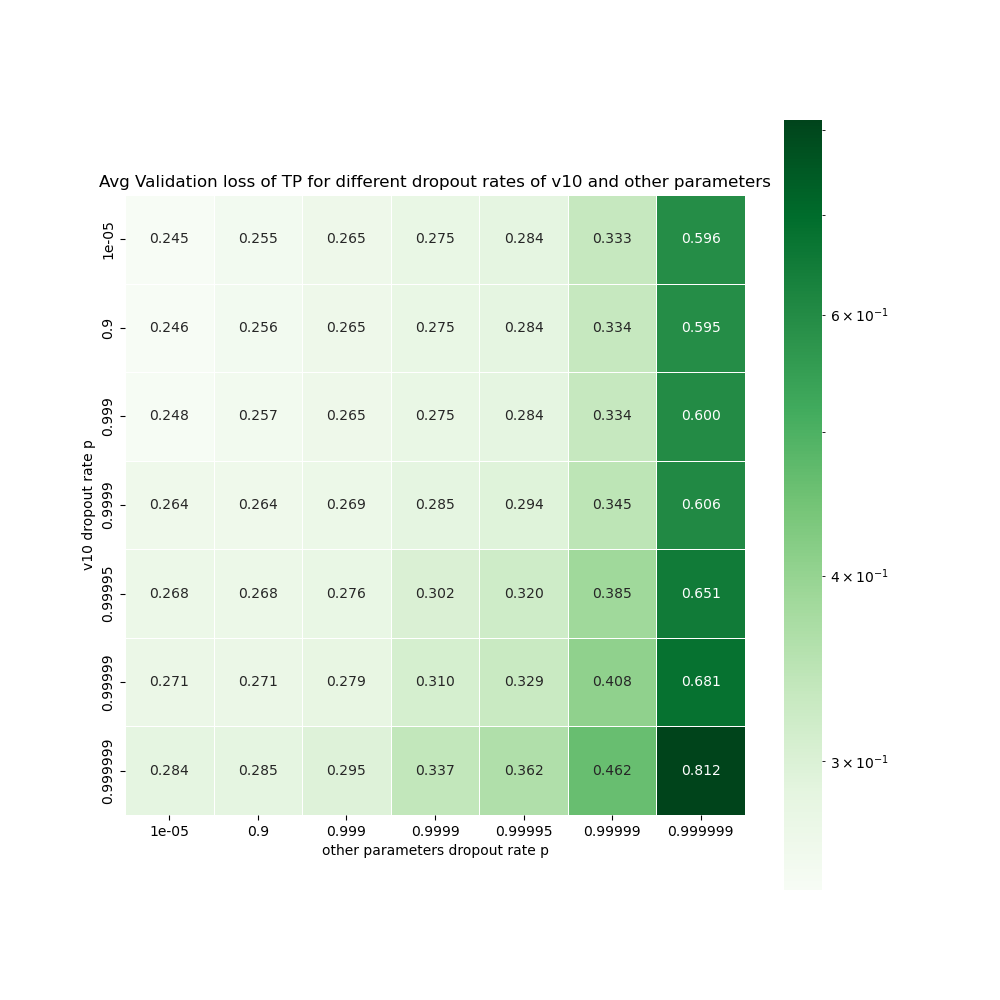 Avg Validation loss of TP for different dropout rates of v10 and other parameters
v10 dropout rate p
1e-05 0.245 0.255 0.265 0.275 0.284 0.333 0.596
0.9 0.246 0.256 0.265 0.275 0.284 0.334 0.595
0.999 0.248 0.257 0.265 0.275 0.284 0.334 0.600
0.9999 0.264 0.264 0.269 0.285 0.294 0.345 0.606
0.99995 0.268 0.268 0.276 0.302 0.320 0.385 0.651
0.99999 0.271 0.271 0.279 0.310 0.329 0.408 0.681
0.999999 0.284 0.285 0.295 0.337 0.362 0.462 0.812
1e-05 0.9 0.999 0.9999 0.99995 0.99999 0.999999
other parameters dropout rate p
6 × 10⁻¹
4 × 10⁻¹
3 × 10⁻¹